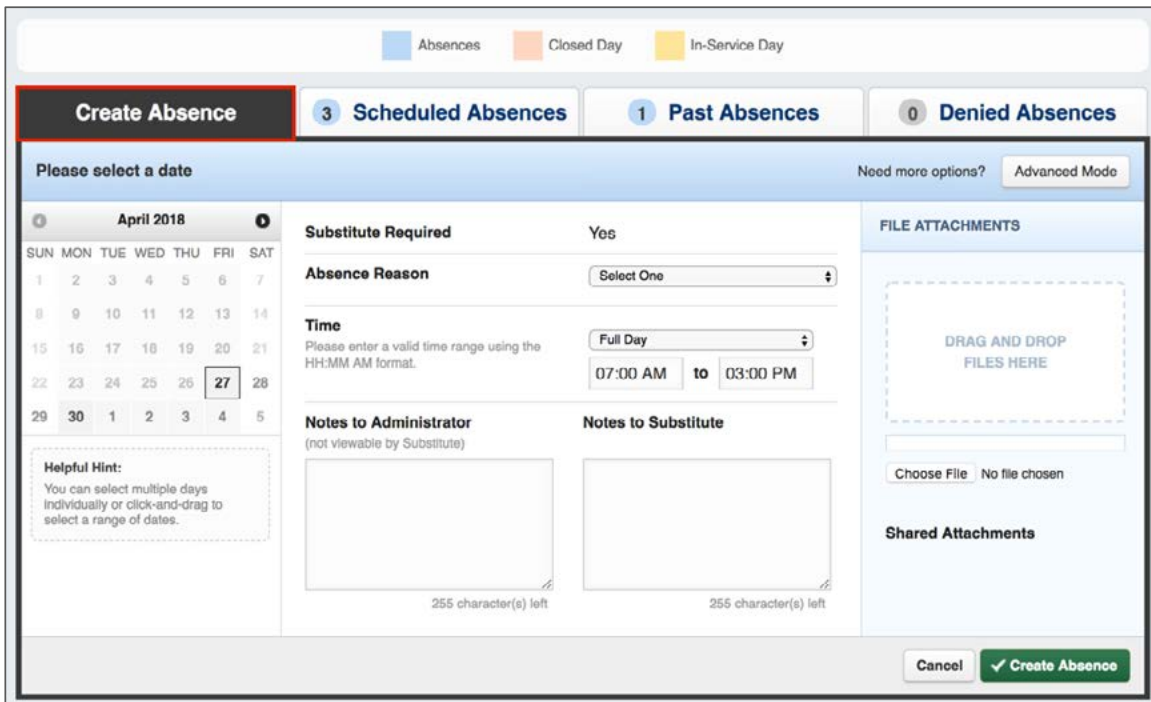 Absences Closed Day In-Service Day
Create Absence 3 Scheduled Absences 1 Past Absences 0 Denied Absences
Please select a date
Need more options? Advanced Mode
April 2018
SUN MON TUE WED THU FRI SAT
1 2 3 4 5 6 7
8 9 10 11 12 13 14
15 16 17 18 19 20 21
22 23 24 25 26 27 28
29 30 1 2 3 4 5
Helpful Hint:
You can select multiple days
individually or click-and-drag to
select a range of dates.
Substitute Required Yes
Absence Reason Select One
Time
Please enter a valid time range using the
HH:MM AM format.
Full Day
07:00 AM to 03:00 PM
Notes to Administrator
(not viewable by Substitute)
255 character(s) left
Notes to Substitute
255 character(s) left
FILE ATTACHMENTS
DRAG AND DROP
FILES HERE
Choose File No file chosen
Shared Attachments
Cancel ✓ Create Absence